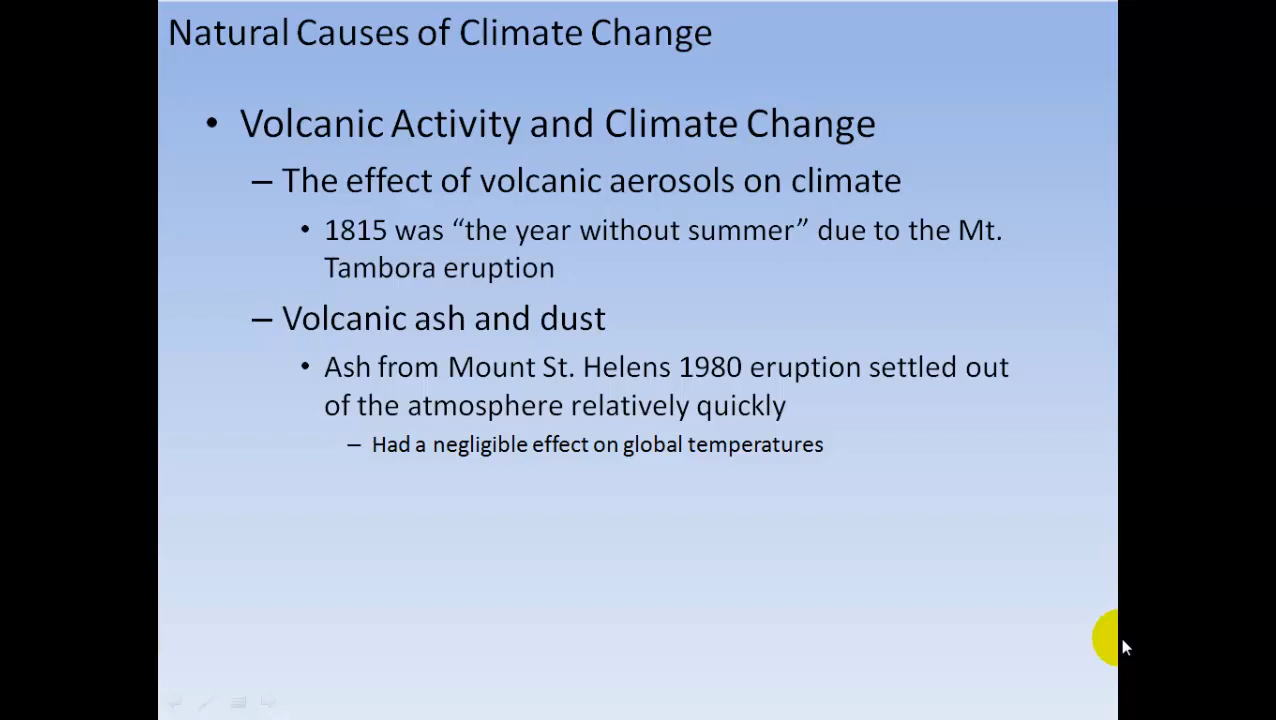 Natural Causes of Climate Change
• Volcanic Activity and Climate Change
– The effect of volcanic aerosols on climate
• 1815 was “the year without summer” due to the Mt.
Tambora eruption
– Volcanic ash and dust
• Ash from Mount St. Helens 1980 eruption settled out
of the atmosphere relatively quickly
– Had a negligible effect on global temperatures